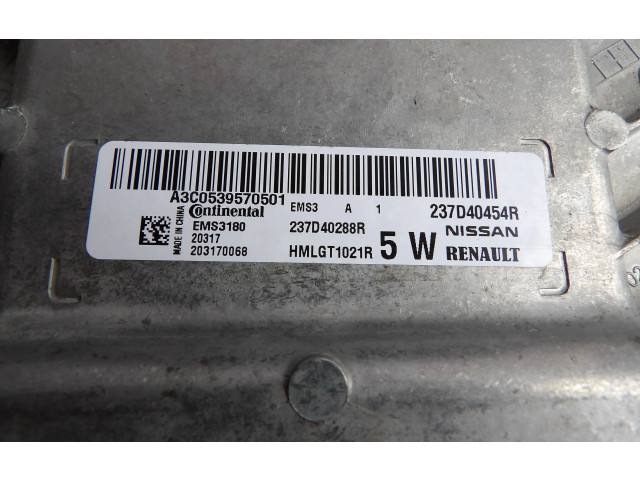 A3C0539570501
Continental EMS3 A 1 237D40454R
MADE IN CHINA
EMS3180 237D40288R NISSAN
20317
203170068 HMLGT1021R 5 W RENAULT